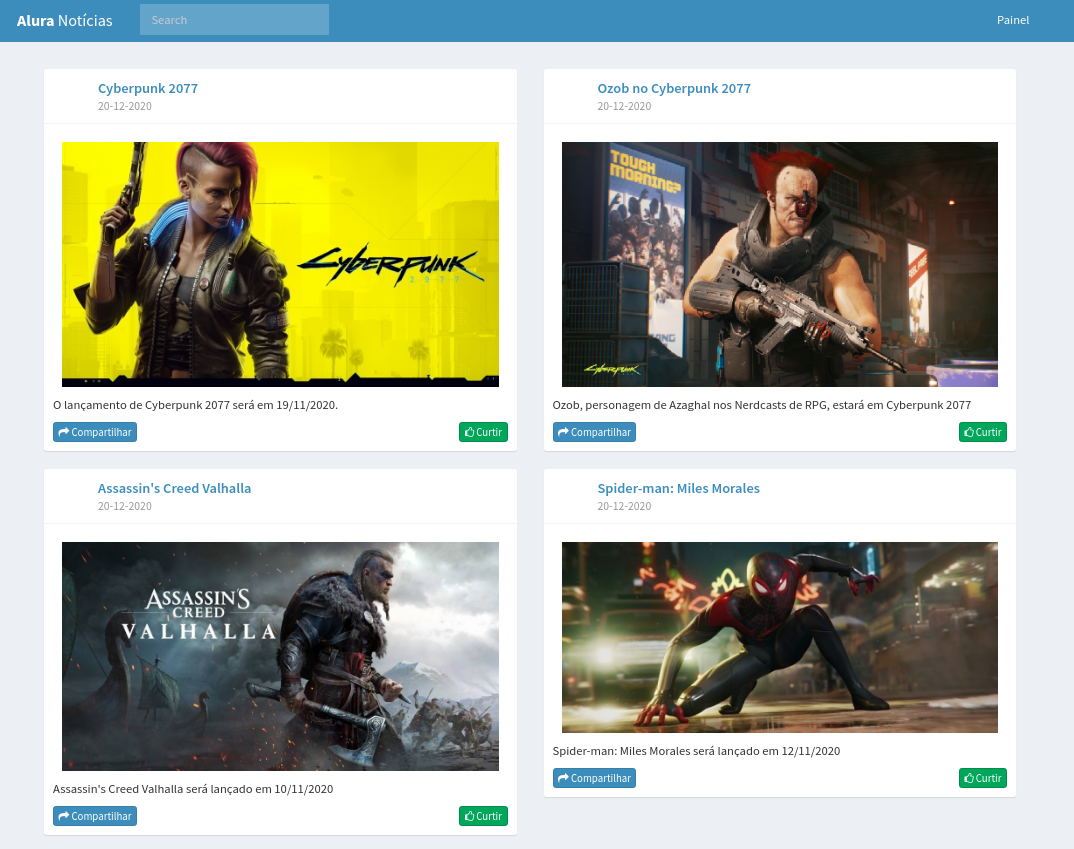 Alura Notícias
Search
Painel
Cyberpunk 2077
20-12-2020
CYBERPUNK
2077
O lançamento de Cyberpunk 2077 será em 19/11/2020.
Compartilhar
Curtir
Ozob no Cyberpunk 2077
20-12-2020
TOUGH
MORNING?
CYBERPUNK
Ozob, personagem de Azaghal nos Nerdcasts de RPG, estará em Cyberpunk 2077
Compartilhar
Curtir
Assassin's Creed Valhalla
20-12-2020
ASSASSIN'S
CREED
VALHALLA
Assassin's Creed Valhalla será lançado em 10/11/2020
Compartilhar
Curtir
Spider-man: Miles Morales
20-12-2020
Spider-man: Miles Morales será lançado em 12/11/2020
Compartilhar
Curtir